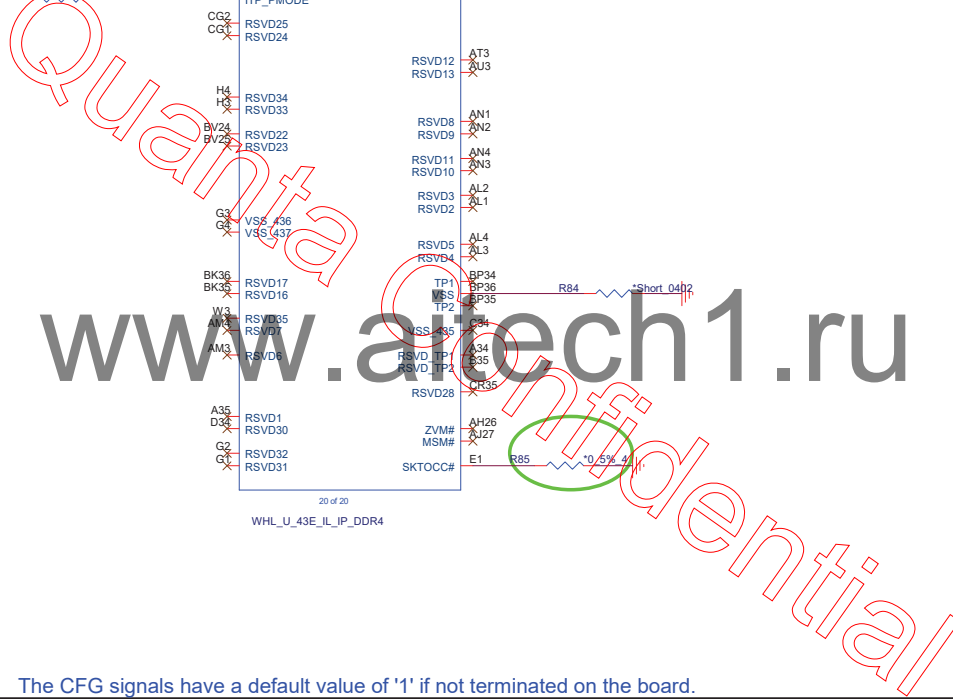 ITP_PMODE
CG2 RSVD25
CG1 RSVD24
AT3 RSVD12
AU3 RSVD13
H4 RSVD34
H3 RSVD33
AN1 RSVD8
AN2 RSVD9
BV24 RSVD22
BV25 RSVD23
AN4 RSVD11
AN3 RSVD10
AL2 RSVD3
AL1 RSVD2
G3 VSS_436
G4 VSS_437
AL4 RSVD5
AL3 RSVD4
BK36 RSVD17
BK35 RSVD16
TP1 BP34
VSS BP36 R84 *Short_0402
TP2 BP35
W3 RSVD35
AM4 RSVD7
VSS_435 C34
AM3 RSVD6
RSVD_TP1 A34
RSVD_TP2 B35
RSVD28 CR35
A35 RSVD1
D34 RSVD30
ZVM# AH26
MSM# AJ27
G2 RSVD32
G1 RSVD31
SKTOCC# E1 R85 *0_5%_4
20 of 20
WHL_U_43E_IL_IP_DDR4
Quanta Confidential
www.aitech1.ru
The CFG signals have a default value of '1' if not terminated on the board.